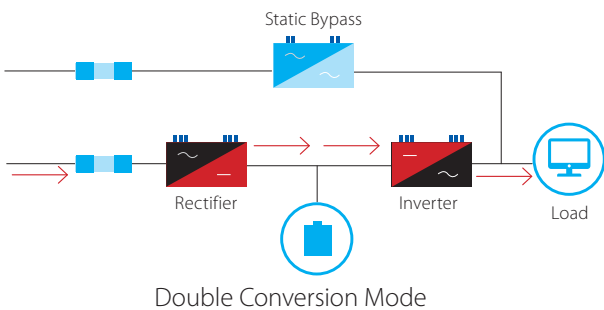 Static Bypass
Rectifier
Inverter
Load
Double Conversion Mode